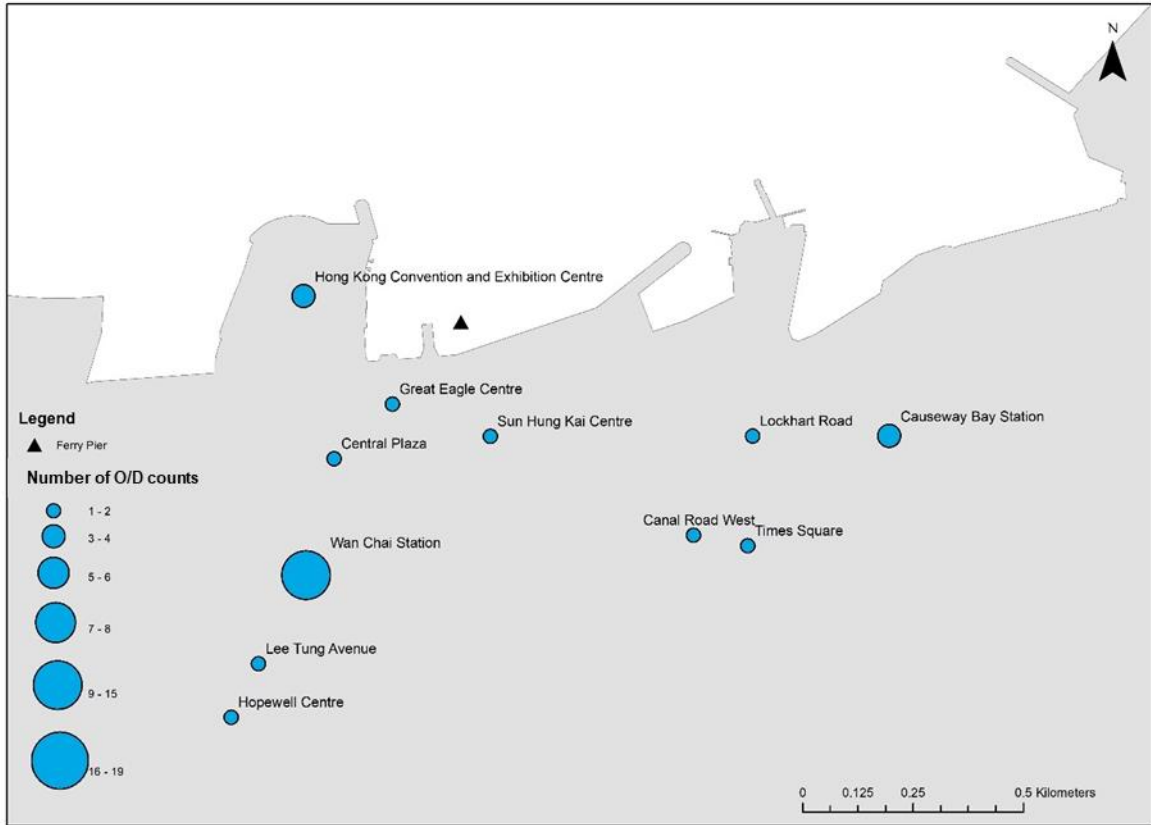 N
Hong Kong Convention and Exhibition Centre
Great Eagle Centre
Sun Hung Kai Centre
Lockhart Road
Causeway Bay Station
Central Plaza
Canal Road West
Times Square
Wan Chai Station
Lee Tung Avenue
Hopewell Centre
Legend
Ferry Pier
Number of O/D counts
1 - 2
3 - 4
5 - 6
7 - 8
9 - 15
16 - 19
0 0.125 0.25 0.5 Kilometers